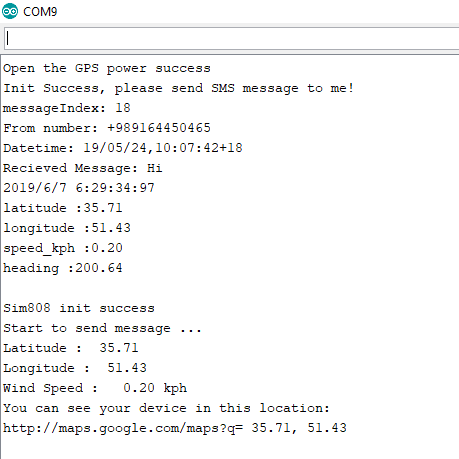 COM9
Open the GPS power success
Init Success, please send SMS message to me!
messageIndex: 18
From number: +989164450465
Datetime: 19/05/24,10:07:42+18
Recieved Message: Hi
2019/6/7 6:29:34:97
latitude :35.71
longitude :51.43
speed_kph :0.20
heading :200.64
Sim808 init success
Start to send message ...
Latitude :  35.71
Longitude :  51.43
Wind Speed :   0.20 kph
You can see your device in this location:
http://maps.google.com/maps?q= 35.71, 51.43